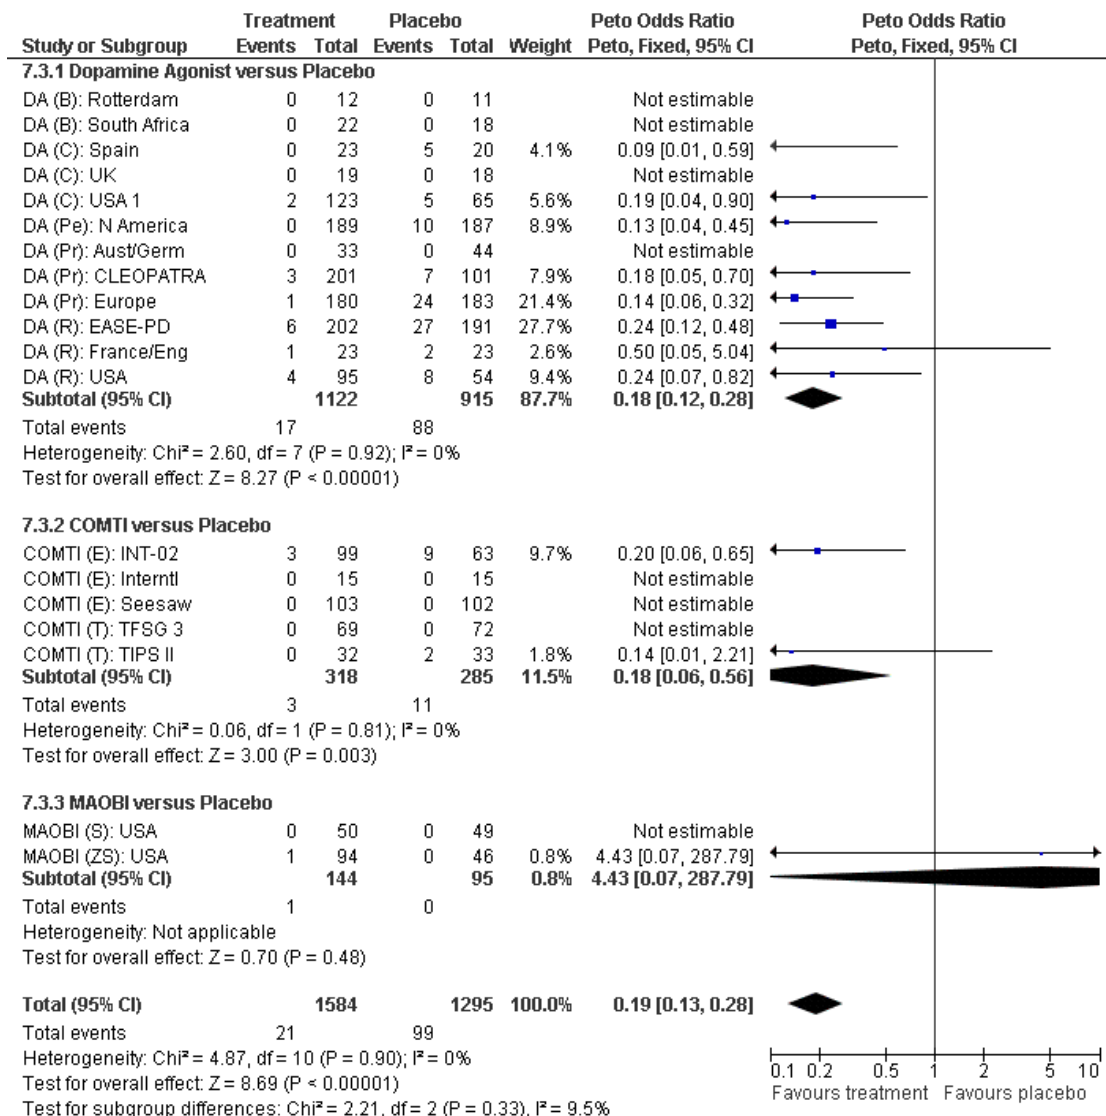 Treatment Placebo Peto Odds Ratio Peto Odds Ratio
Study or Subgroup Events Total Events Total Weight Peto, Fixed, 95% CI Peto, Fixed, 95% CI
7.3.1 Dopamine Agonist versus Placebo
DA (B): Rotterdam 0 12 0 11 Not estimable
DA (B): South Africa 0 22 0 18 Not estimable
DA (C): Spain 0 23 5 20 4.1% 0.09 [0.01, 0.59]
DA (C): UK 0 19 0 18 Not estimable
DA (C): USA 1 2 123 5 65 5.6% 0.19 [0.04, 0.90]
DA (Pe): N America 0 189 10 187 8.9% 0.13 [0.04, 0.45]
DA (Pr): Aust/Germ 0 33 0 44 Not estimable
DA (Pr): CLEOPATRA 3 201 7 101 7.9% 0.18 [0.05, 0.70]
DA (Pr): Europe 1 180 24 183 21.4% 0.14 [0.06, 0.32]
DA (R): EASE-PD 6 202 27 191 27.7% 0.24 [0.12, 0.48]
DA (R): France/Eng 1 23 2 23 2.6% 0.50 [0.05, 5.04]
DA (R): USA 4 95 8 54 9.4% 0.24 [0.07, 0.82]
Subtotal (95% CI) 1122 915 87.7% 0.18 [0.12, 0.28]
Total events 17 88
Heterogeneity: Chi² = 2.60, df = 7 (P = 0.92); I² = 0%
Test for overall effect: Z = 8.27 (P < 0.00001)
7.3.2 COMTI versus Placebo
COMTI (E): INT-02 3 99 9 63 9.7% 0.20 [0.06, 0.65]
COMTI (E): Interntl 0 15 0 15 Not estimable
COMTI (E): Seesaw 0 103 0 102 Not estimable
COMTI (T): TFSG 3 0 69 0 72 Not estimable
COMTI (T): TIPS II 0 32 2 33 1.8% 0.14 [0.01, 2.21]
Subtotal (95% CI) 318 285 11.5% 0.18 [0.06, 0.56]
Total events 3 11
Heterogeneity: Chi² = 0.06, df = 1 (P = 0.81); I² = 0%
Test for overall effect: Z = 3.00 (P = 0.003)
7.3.3 MAOBI versus Placebo
MAOBI (S): USA 0 50 0 49 Not estimable
MAOBI (ZS): USA 1 94 0 46 0.8% 4.43 [0.07, 287.79]
Subtotal (95% CI) 144 95 0.8% 4.43 [0.07, 287.79]
Total events 1 0
Heterogeneity: Not applicable
Test for overall effect: Z = 0.70 (P = 0.48)
Total (95% CI) 1584 1295 100.0% 0.19 [0.13, 0.28]
Total events 21 99
Heterogeneity: Chi² = 4.87, df = 10 (P = 0.90); I² = 0%
Test for overall effect: Z = 8.69 (P < 0.00001)
Test for subgroup differences: Chi² = 2.21, df = 2 (P = 0.33), I² = 9.5%
0.1 0.2 0.5 1 2 5 10
Favours treatment Favours placebo